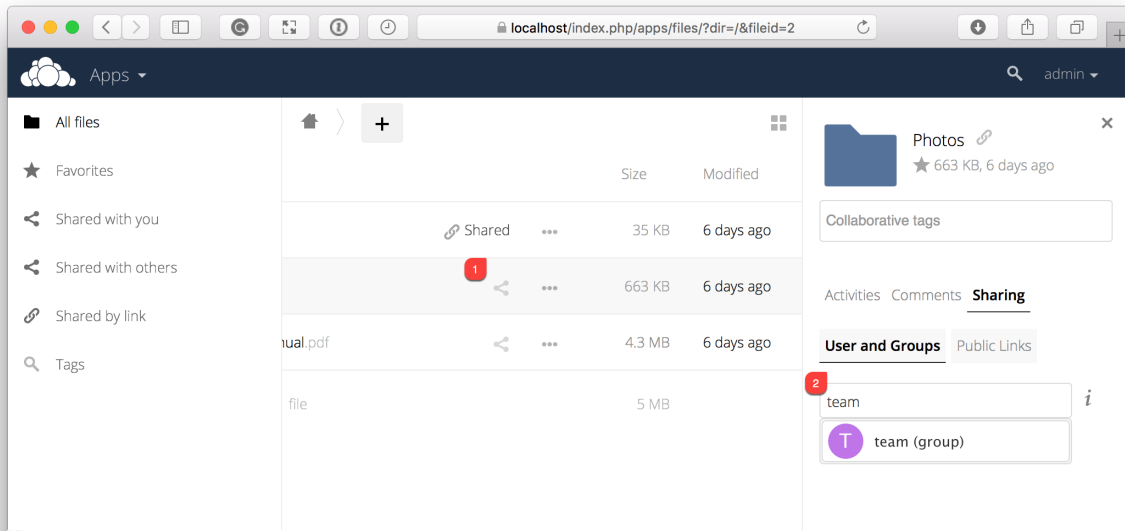 localhost/index.php/apps/files/?dir=/&fileid=2
Apps
admin
All files
Favorites
Shared with you
Shared with others
Shared by link
Tags
+
Size Modified
Shared ••• 35 KB 6 days ago
1
••• 663 KB 6 days ago
nual.pdf ••• 4.3 MB 6 days ago
file 5 MB
Photos
663 KB, 6 days ago
Collaborative tags
Activities Comments Sharing
User and Groups Public Links
2
team
i
T team (group)